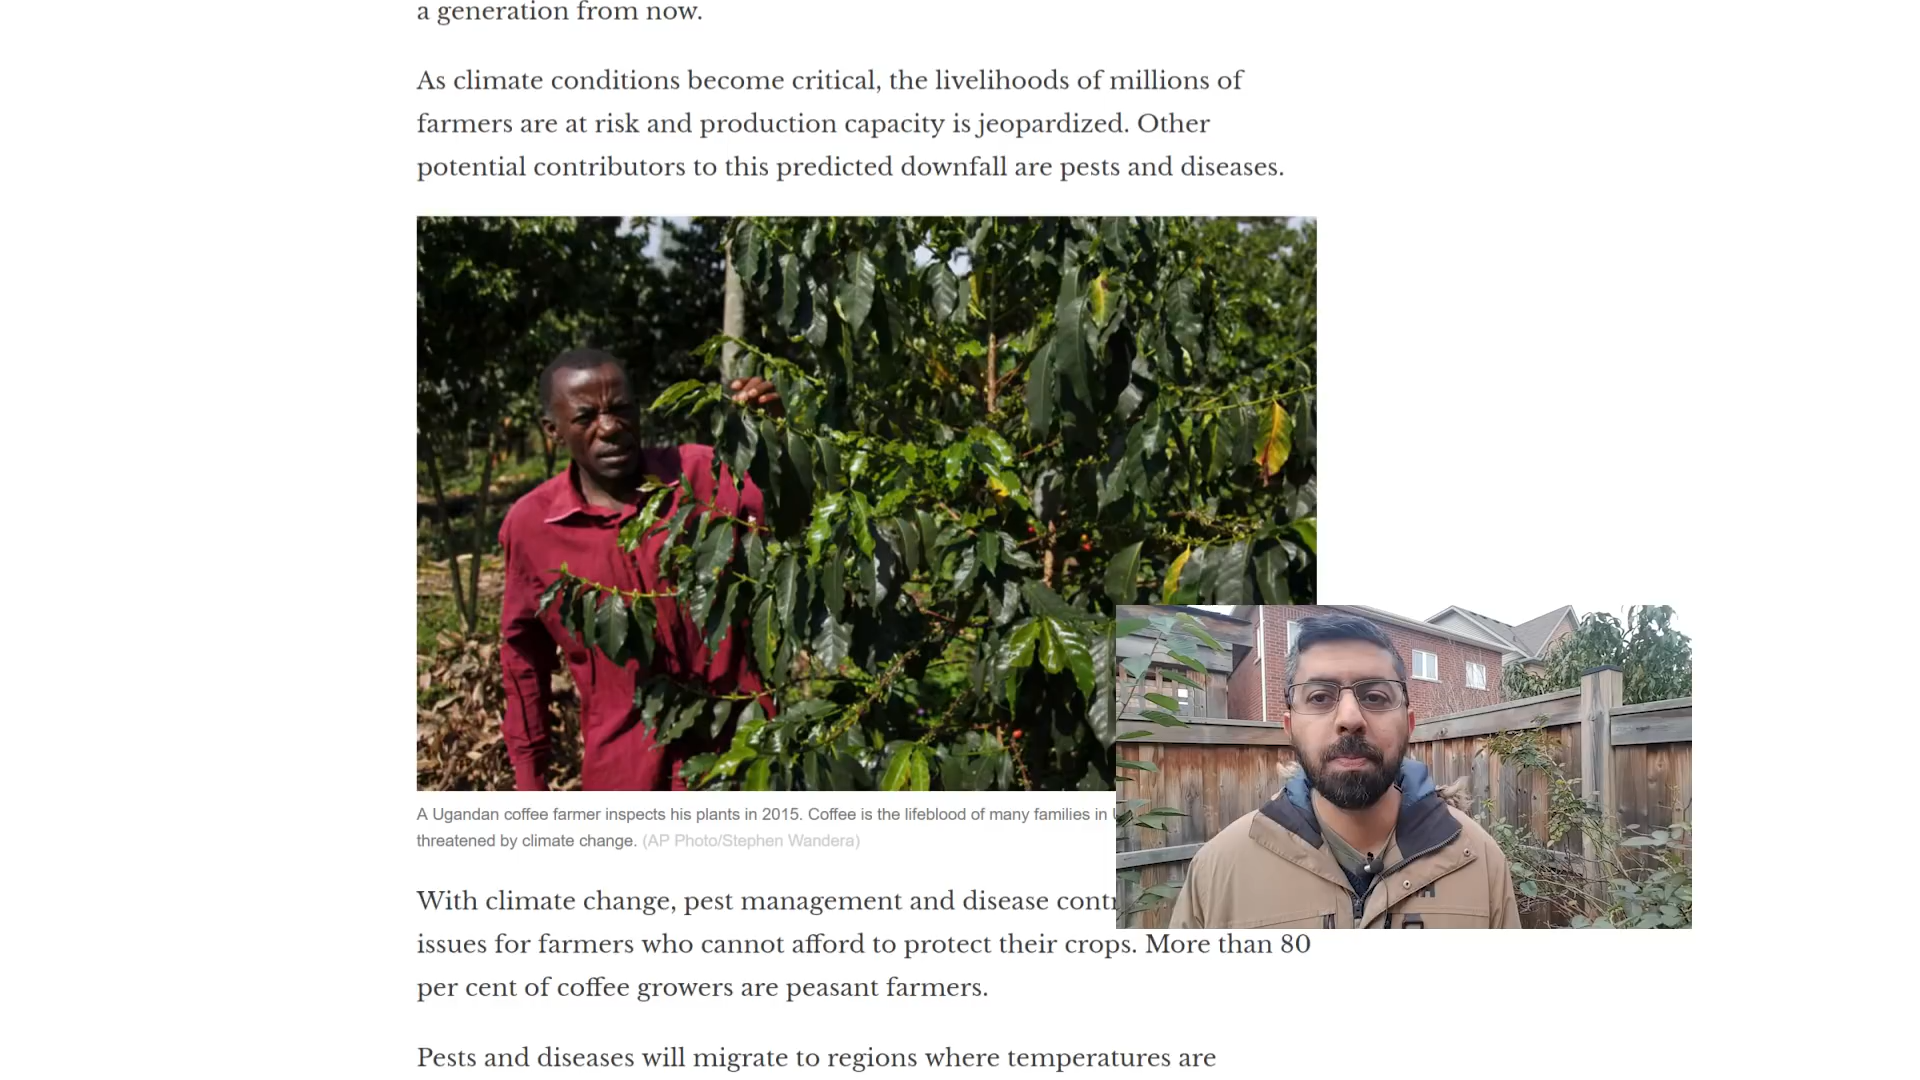 a generation from now.
As climate conditions become critical, the livelihoods of millions of
farmers are at risk and production capacity is jeopardized. Other
potential contributors to this predicted downfall are pests and diseases.
A Ugandan coffee farmer inspects his plants in 2015. Coffee is the lifeblood of many families in
threatened by climate change. (AP Photo/Stephen Wandera)
With climate change, pest management and disease contr
issues for farmers who cannot afford to protect their crops. More than 80
per cent of coffee growers are peasant farmers.
Pests and diseases will migrate to regions where temperatures are